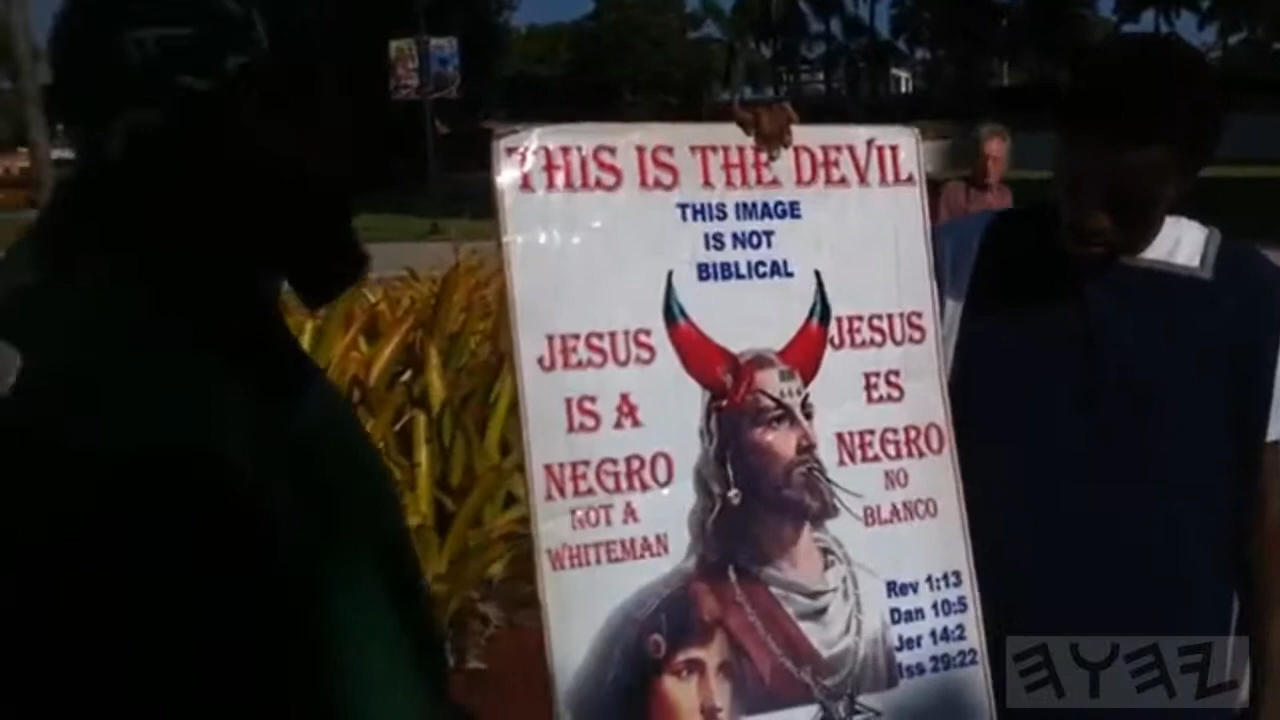 THIS IS THE DEVIL
THIS IMAGE
IS NOT
BIBLICAL
JESUS
IS A
NEGRO
NOT A
WHITEMAN
JESUS
ES
NEGRO
NO
BLANCO
666
Rev 1:13
Dan 10:5
Jer 14:2
Iss 29:22